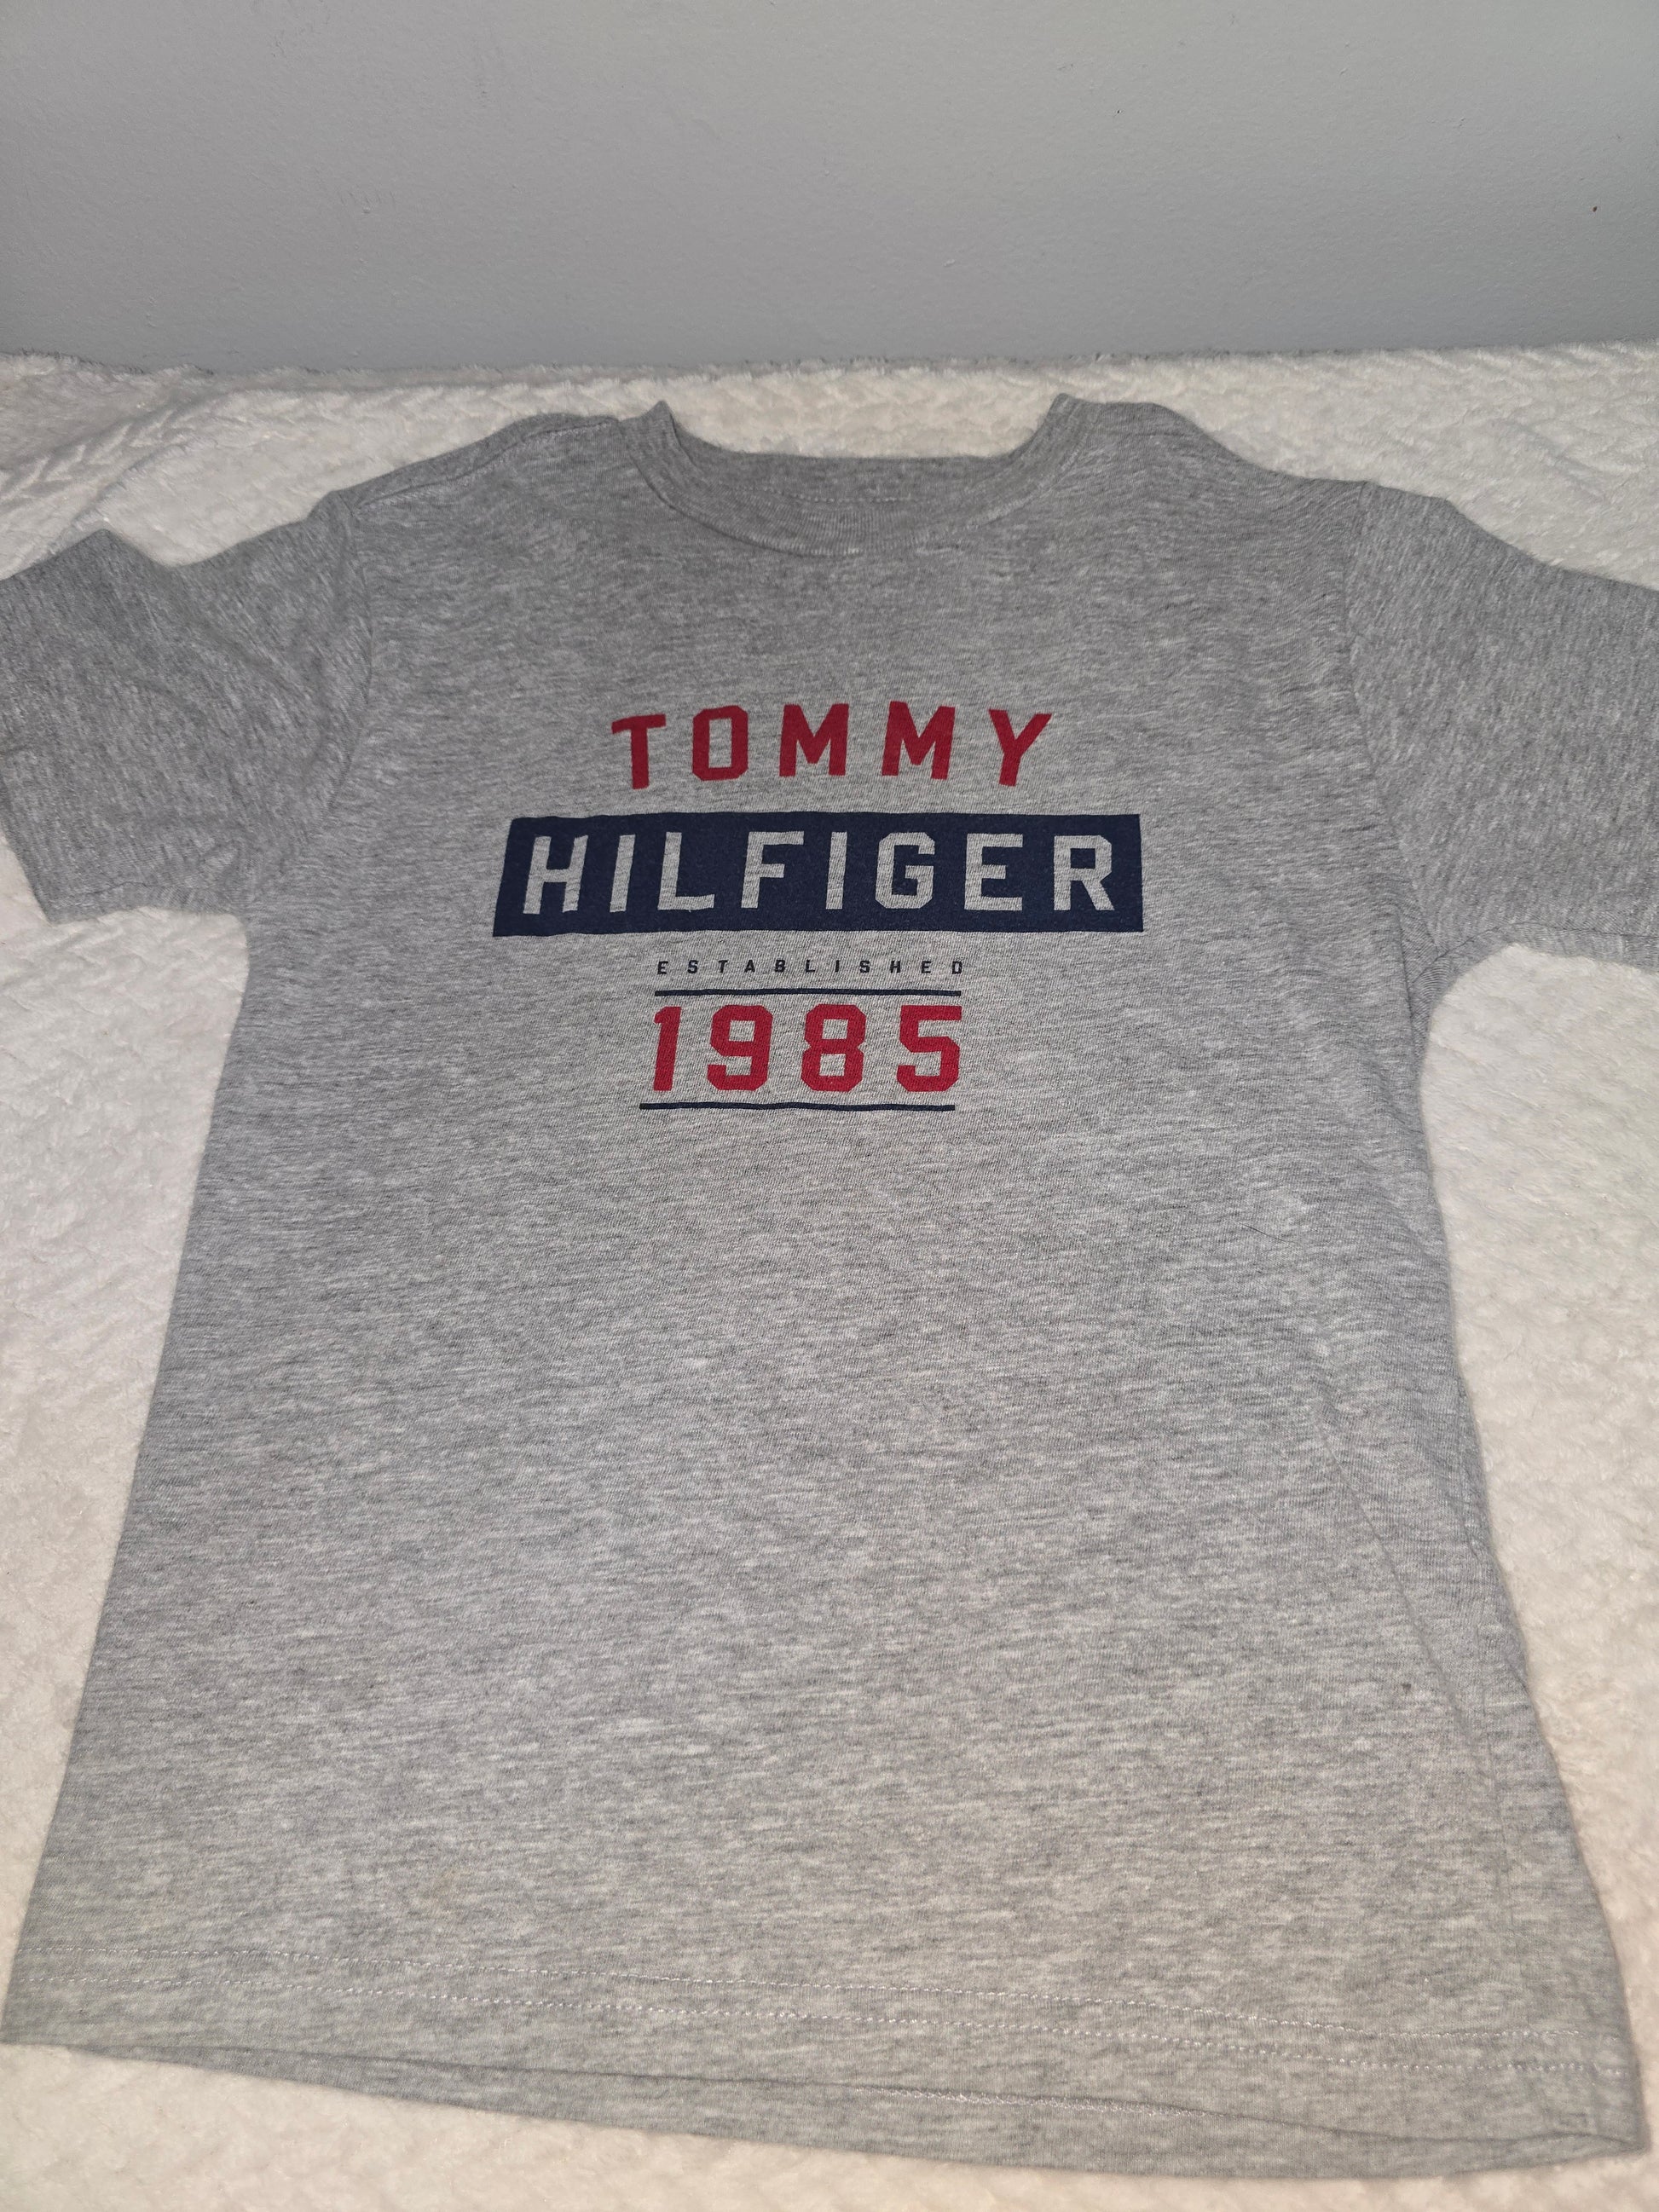 TOMMY
HILFIGER
ESTABLISHED
1985